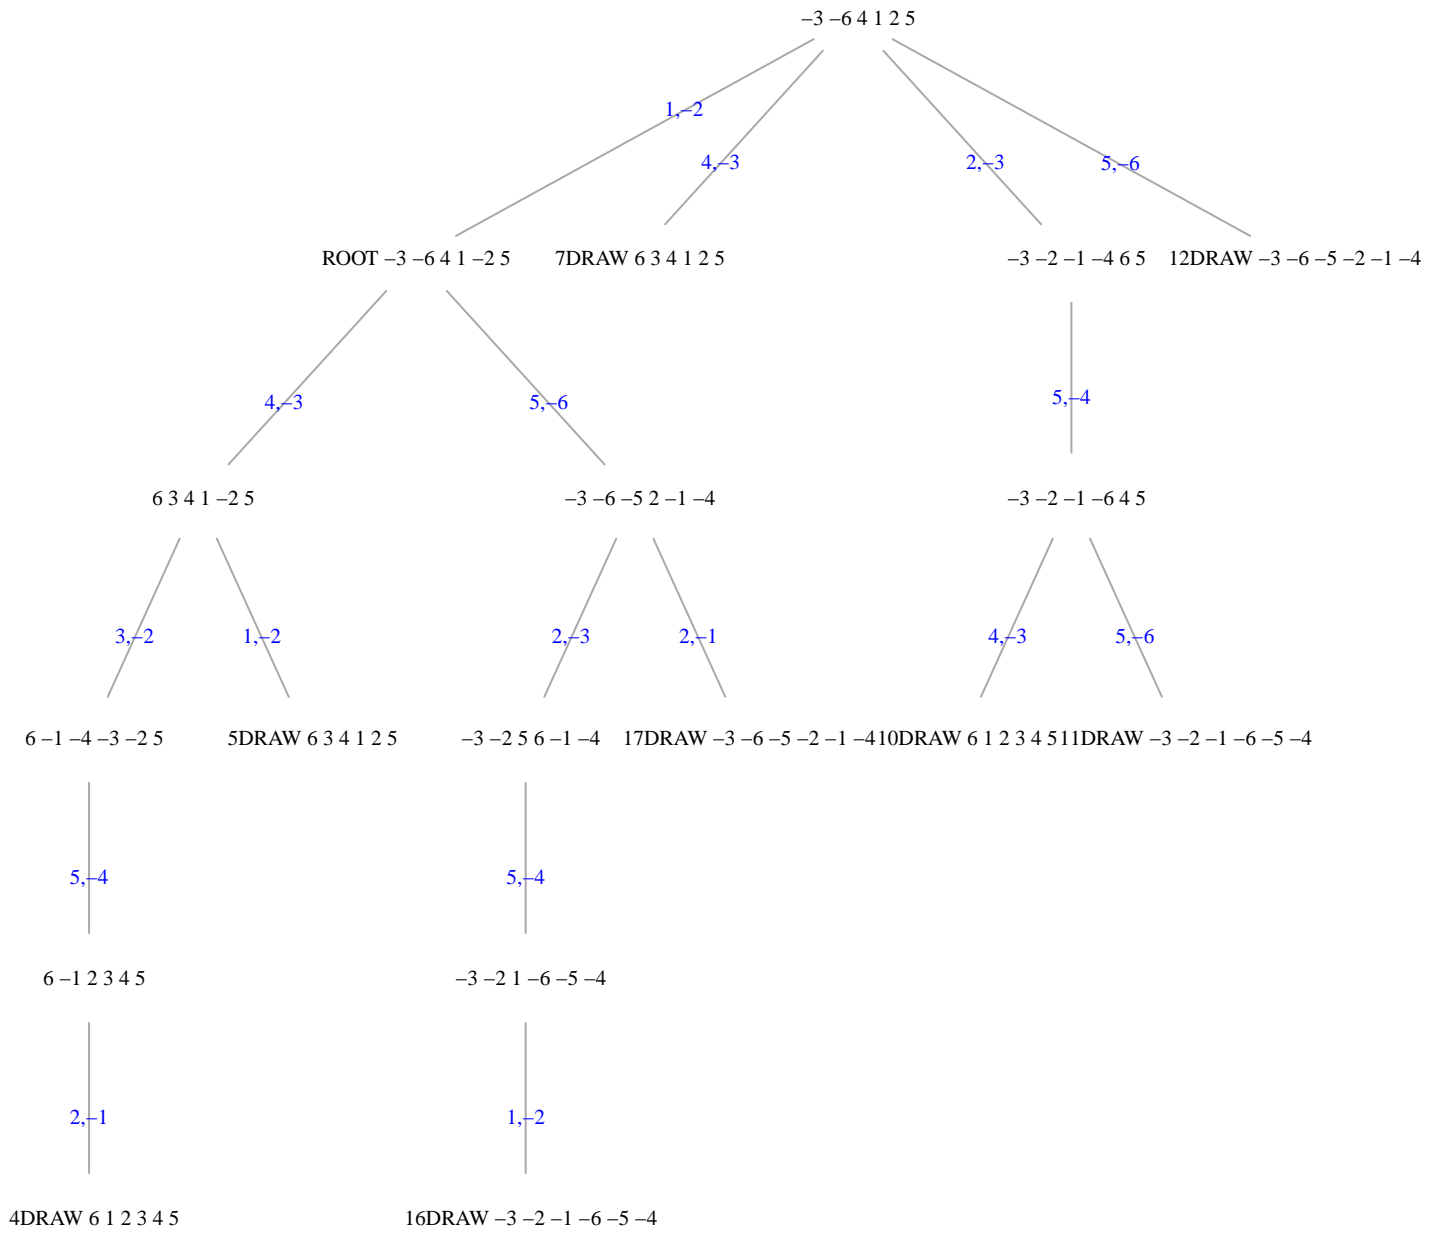 –3 –6 4 1 2 5
1,–2
4,–3
2,–3
5,–6
ROOT –3 –6 4 1 –2 5
7DRAW 6 3 4 1 2 5
–3 –2 –1 –4 6 5
12DRAW –3 –6 –5 –2 –1 –4
4,–3
5,–6
5,–4
6 3 4 1 –2 5
–3 –6 –5 2 –1 –4
–3 –2 –1 –6 4 5
3,–2
1,–2
2,–3
2,–1
4,–3
5,–6
6 –1 –4 –3 –2 5
5DRAW 6 3 4 1 2 5
–3 –2 5 6 –1 –4
17DRAW –3 –6 –5 –2 –1 –4
10DRAW 6 1 2 3 4 5
11DRAW –3 –2 –1 –6 –5 –4
5,–4
5,–4
6 –1 2 3 4 5
–3 –2 1 –6 –5 –4
2,–1
1,–2
4DRAW 6 1 2 3 4 5
16DRAW –3 –2 –1 –6 –5 –4